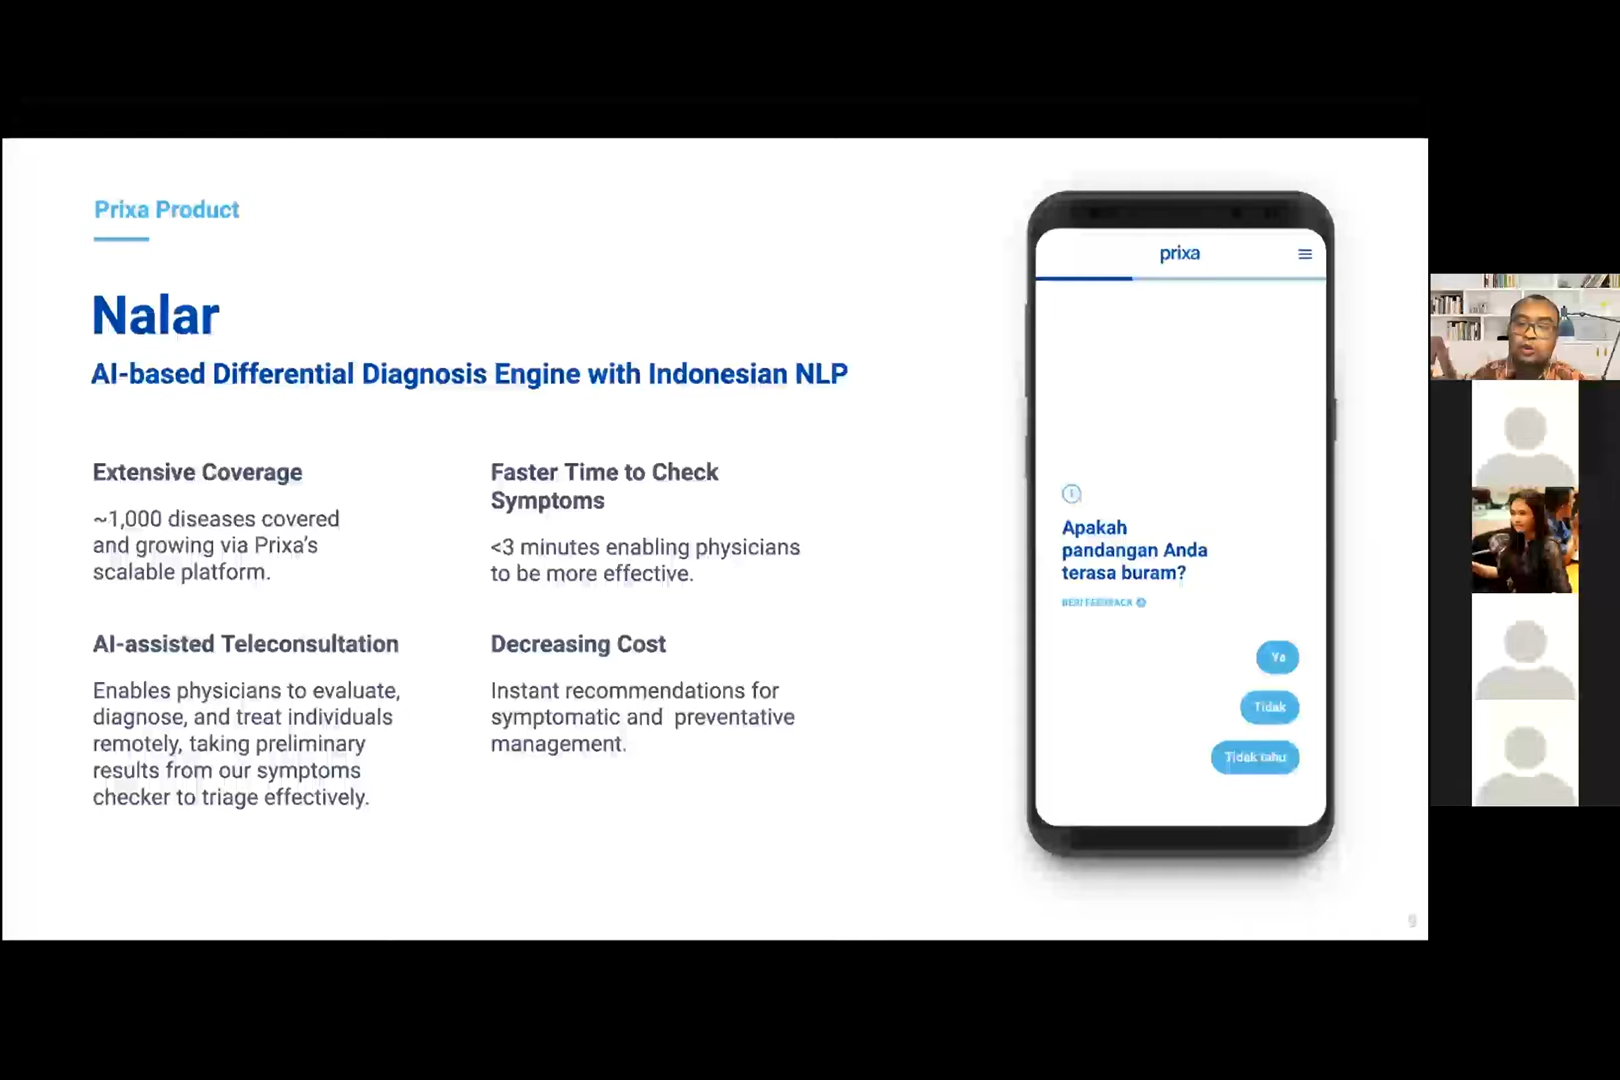 Prixa Product
Nalar
AI-based Differential Diagnosis Engine with Indonesian NLP
Extensive Coverage
~1,000 diseases covered
and growing via Prixa's
scalable platform.
Faster Time to Check
Symptoms
<3 minutes enabling physicians
to be more effective.
AI-assisted Teleconsultation
Enables physicians to evaluate,
diagnose, and treat individuals
remotely, taking preliminary
results from our symptoms
checker to triage effectively.
Decreasing Cost
Instant recommendations for
symptomatic and preventative
management.
prixa
Apakah
pandangan Anda
terasa buram?
BERI FEEDBACK
Ya
Tidak
Tidak tahu
9